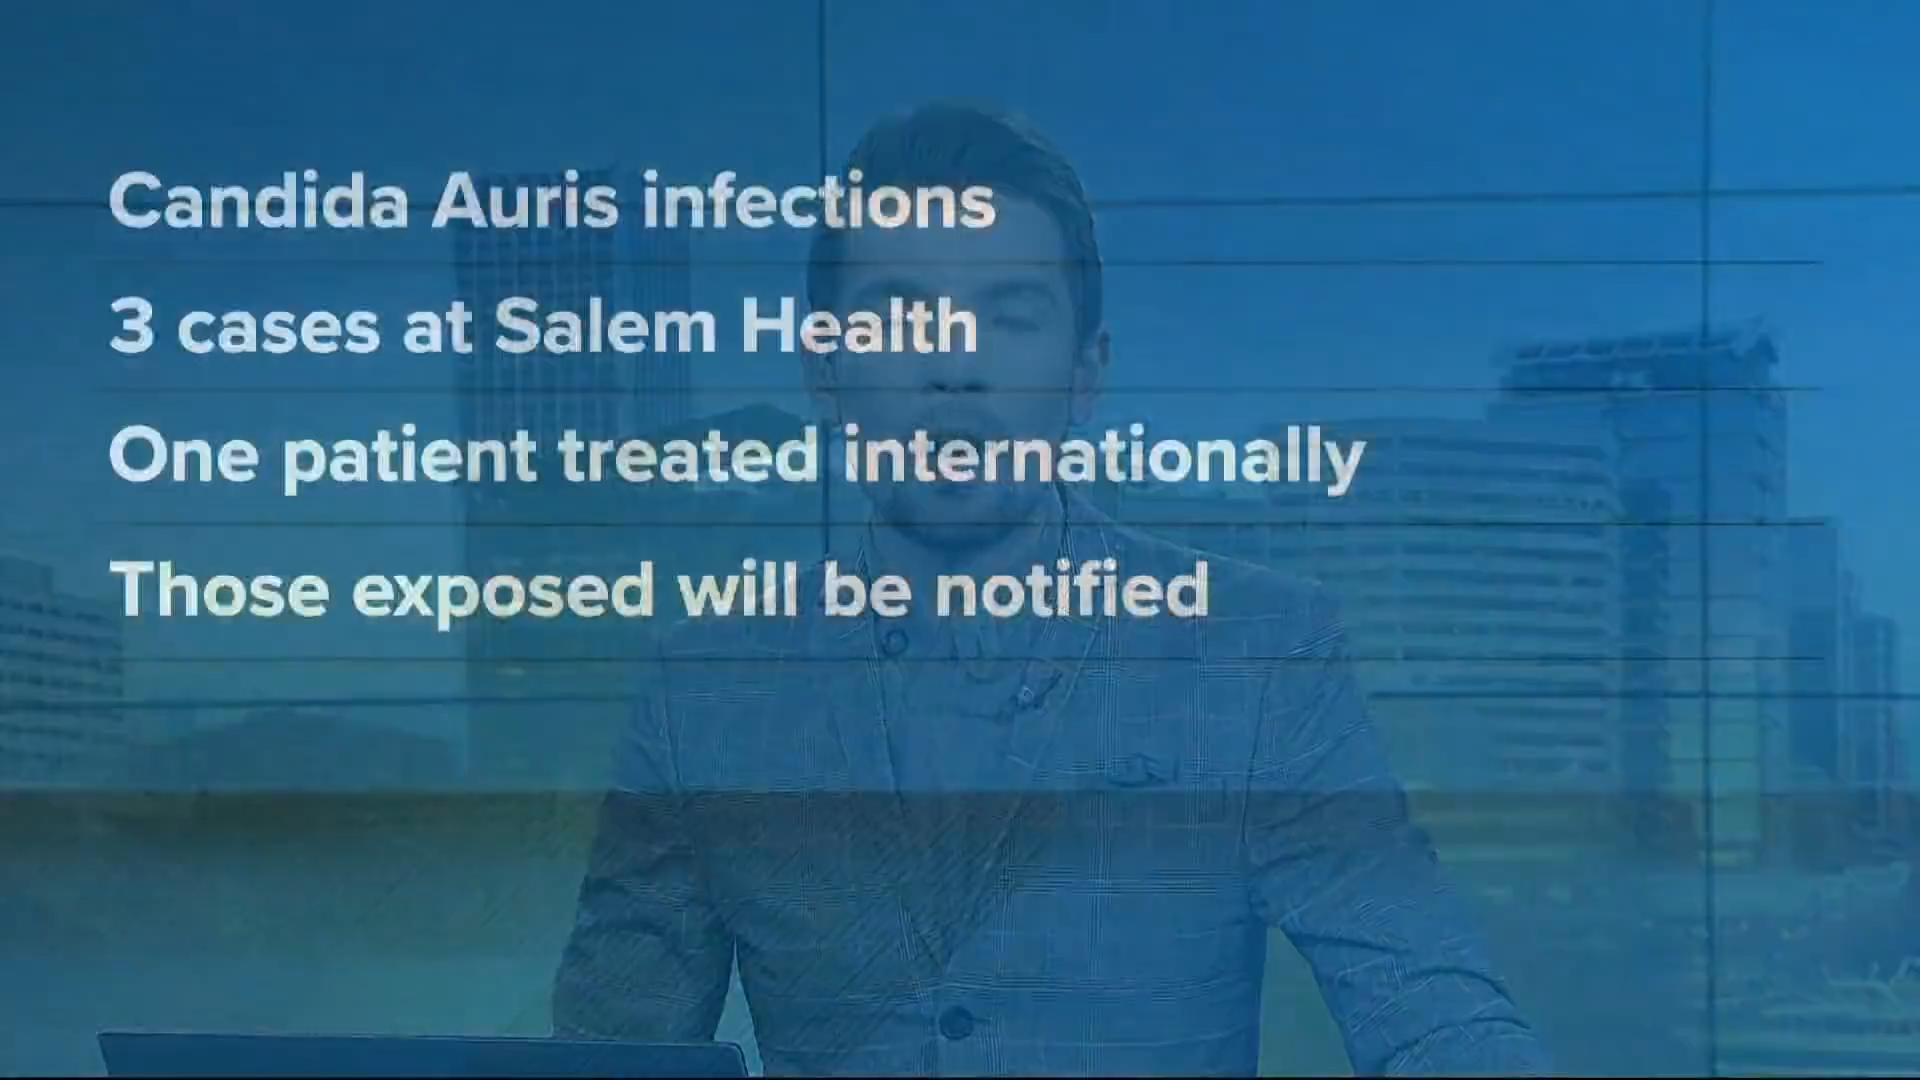 Candida Auris infections
3 cases at Salem Health
One patient treated internationally
Those exposed will be notified